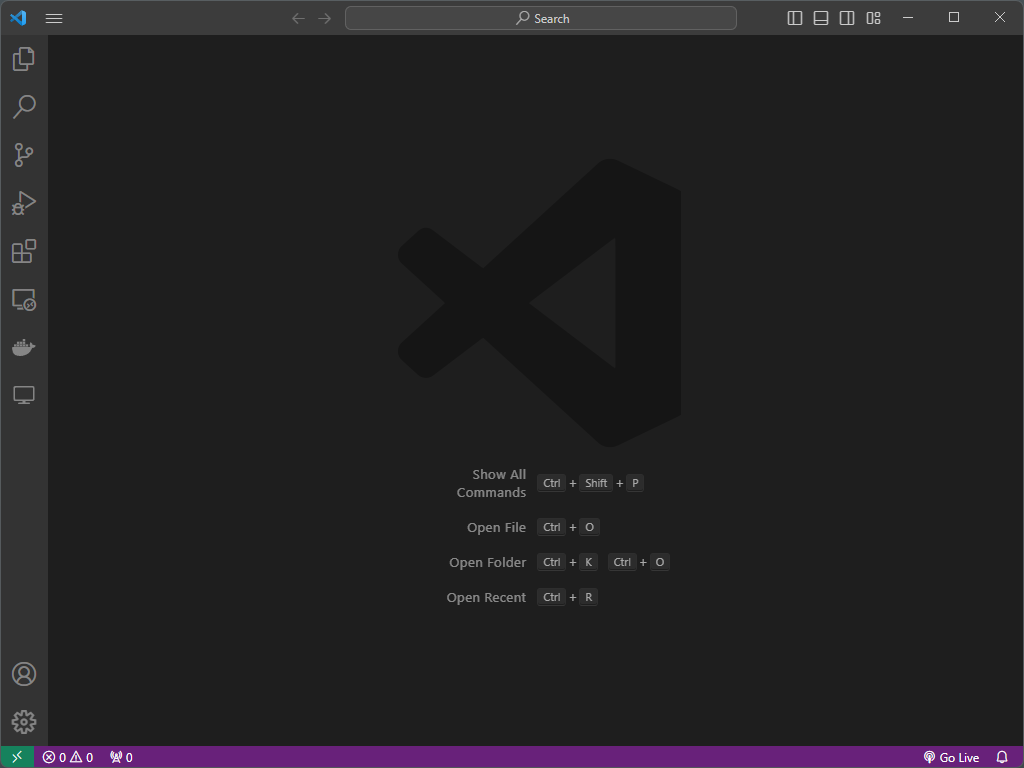 Search
Show All
Commands
Ctrl + Shift + P
Open File
Ctrl + O
Open Folder
Ctrl + K Ctrl + O
Open Recent
Ctrl + R
0 0 0
Go Live